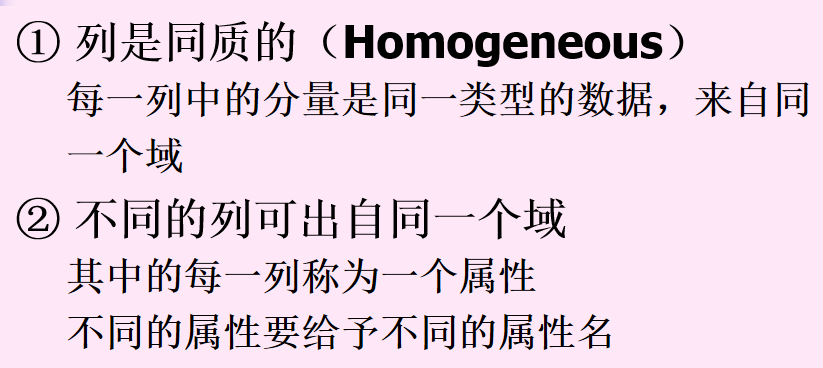 ① 列是同质的（Homogeneous）
每一列中的分量是同一类型的数据，来自同
一个域
② 不同的列可出自同一个域
其中的每一列称为一个属性
不同的属性要给予不同的属性名